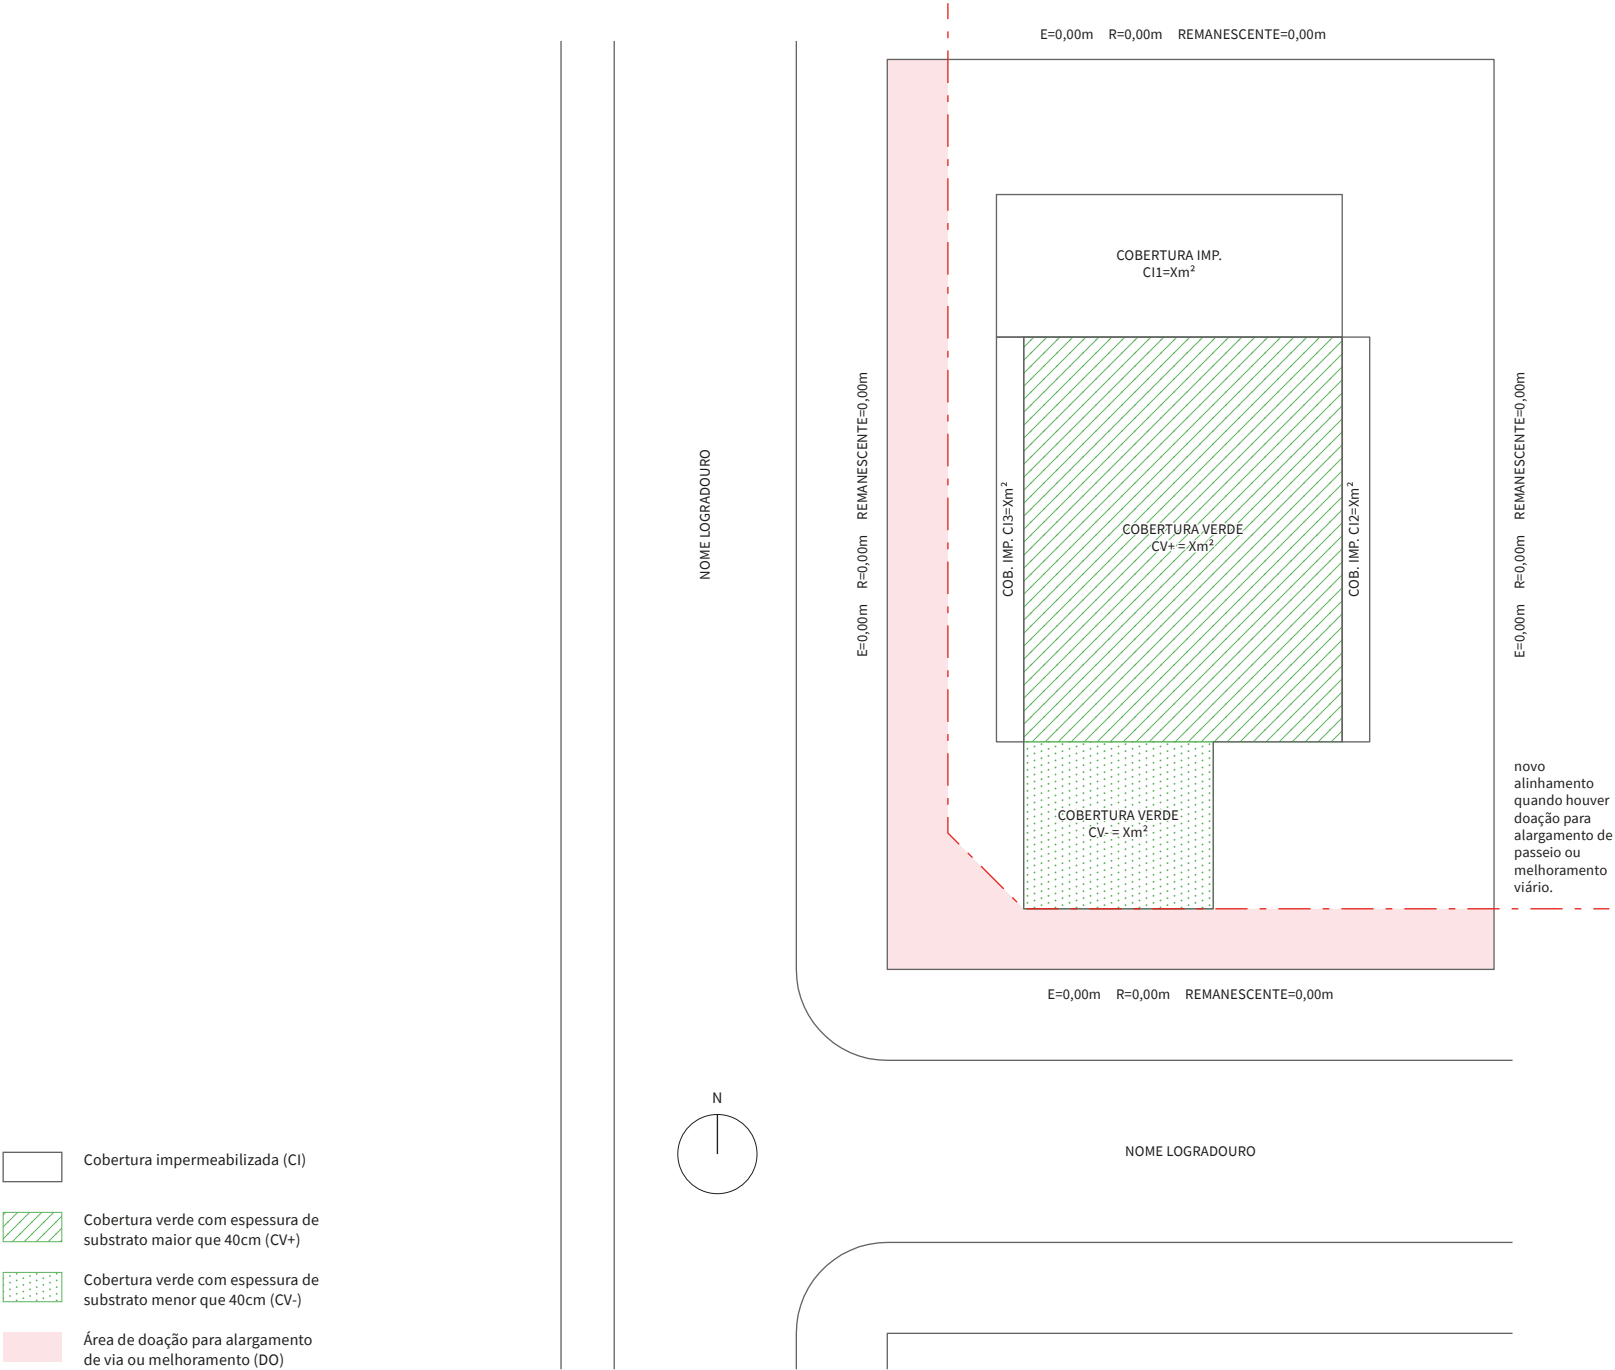 E=0,00m R=0,00m REMANESCENTE=0,00m
COBERTURA IMP.
CI1=Xm²
NOME LOGRADOURO
E=0,00m R=0,00m REMANESCENTE=0,00m
COB. IMP. CI3=Xm²
COBERTURA VERDE
CV+ = Xm²
COB. IMP. CI2=Xm²
E=0,00m R=0,00m REMANESCENTE=0,00m
COBERTURA VERDE
CV- = Xm²
novo
alinhamento
quando houver
doação para
alargamento de
passeio ou
melhoramento
viário.
E=0,00m R=0,00m REMANESCENTE=0,00m
N
NOME LOGRADOURO
Cobertura impermeabilizada (CI)
Cobertura verde com espessura de
substrato maior que 40cm (CV+)
Cobertura verde com espessura de
substrato menor que 40cm (CV-)
Área de doação para alargamento
de via ou melhoramento (DO)